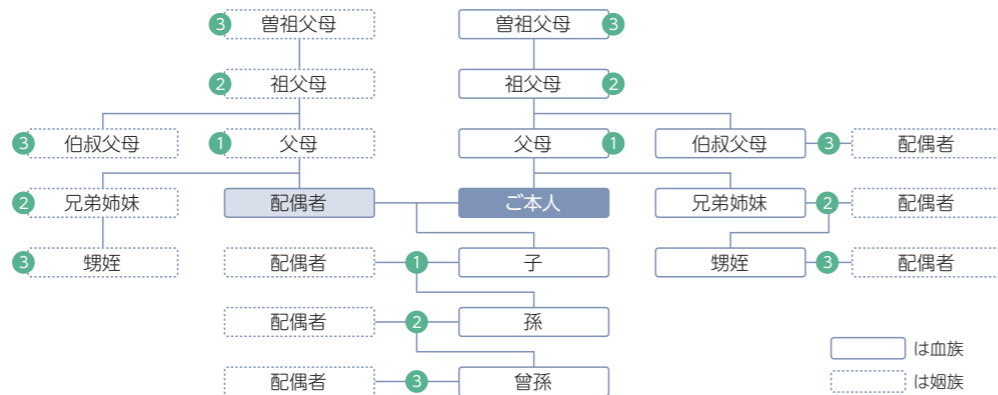 3 曽祖父母 曽祖父母 3
2 祖父母 祖父母 2
3 伯叔父母 1 父母 父母 1 伯叔父母 3 配偶者
2 兄弟姉妹 配偶者 ご本人 兄弟姉妹 2 配偶者
3 甥姪 配偶者 1 子 甥姪 3 配偶者
配偶者 2 孫
は血族
配偶者 3 曾孫 は姻族